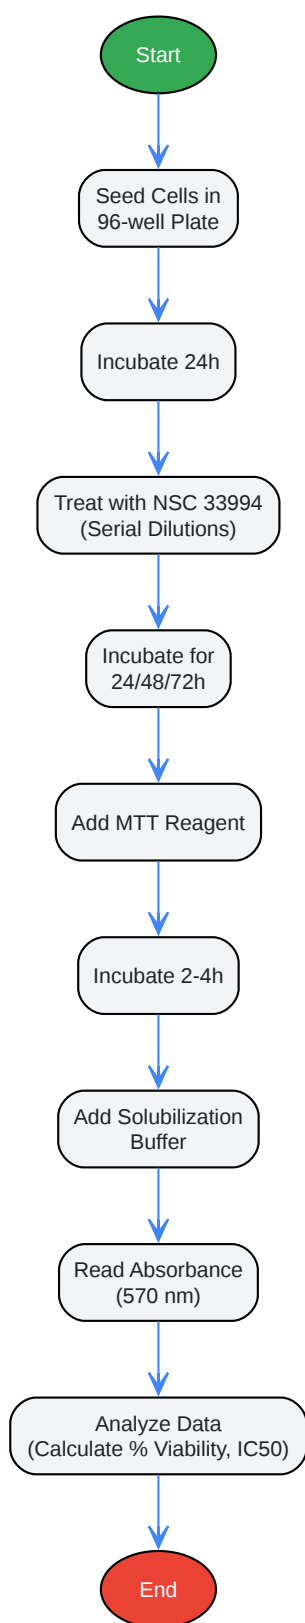 Start
Seed Cells in
96-well Plate
Incubate 24h
Treat with NSC 33994
(Serial Dilutions)
Incubate for
24/48/72h
Add MTT Reagent
Incubate 2-4h
Add Solubilization
Buffer
Read Absorbance
(570 nm)
Analyze Data
(Calculate % Viability, IC50)
End